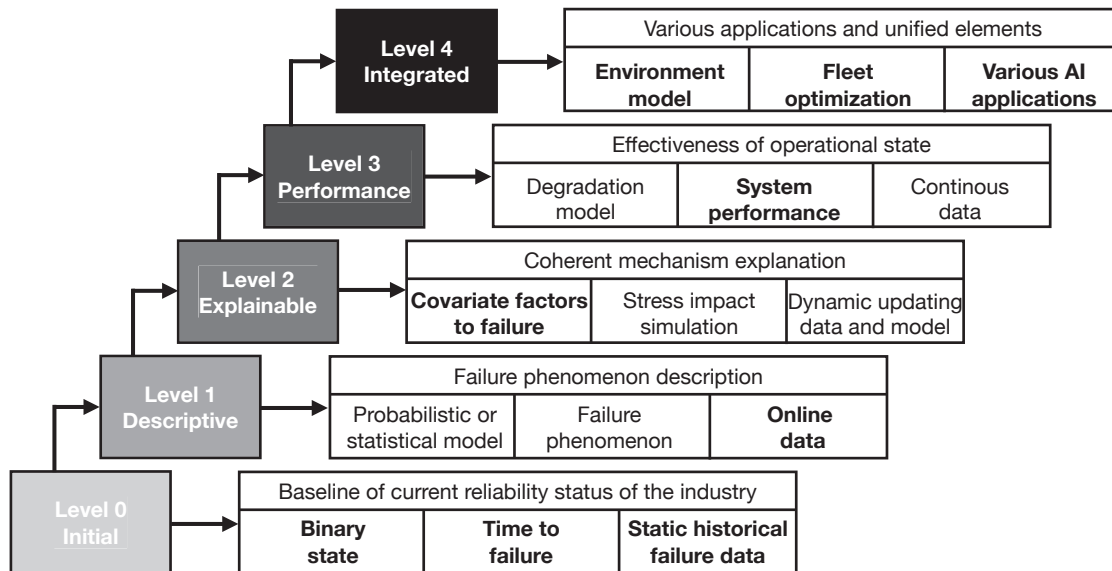 Level 4
Integrated
Various applications and unified elements
Environment
model
Fleet
optimization
Various AI
applications
Level 3
Performance
Effectiveness of operational state
Degradation
model
System
performance
Continous
data
Level 2
Explainable
Coherent mechanism explanation
Covariate factors
to failure
Stress impact
simulation
Dynamic updating
data and model
Level 1
Descriptive
Failure phenomenon description
Probabilistic or
statistical model
Failure
phenomenon
Online
data
Level 0
Initial
Baseline of current reliability status of the industry
Binary
state
Time to
failure
Static historical
failure data